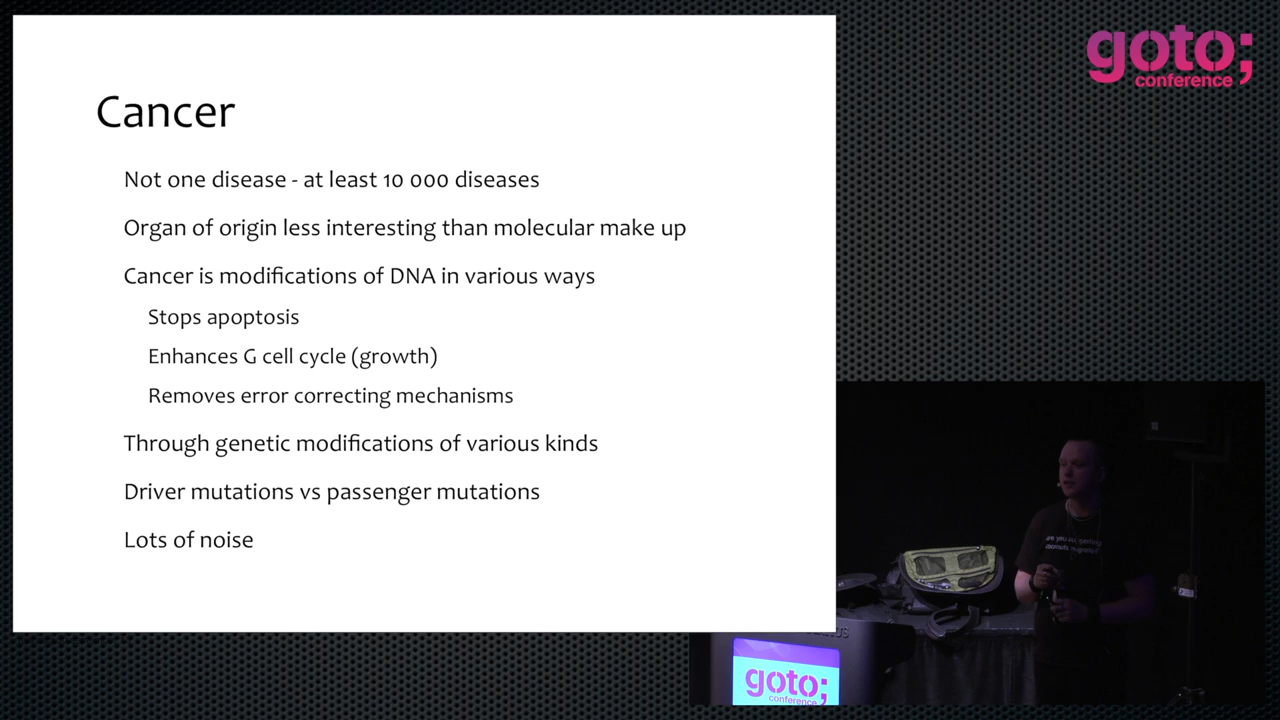 goto;
conference
Cancer
Not one disease - at least 10 000 diseases
Organ of origin less interesting than molecular make up
Cancer is modifications of DNA in various ways
Stops apoptosis
Enhances G cell cycle (growth)
Removes error correcting mechanisms
Through genetic modifications of various kinds
Driver mutations vs passenger mutations
Lots of noise
are you
goto;
conference